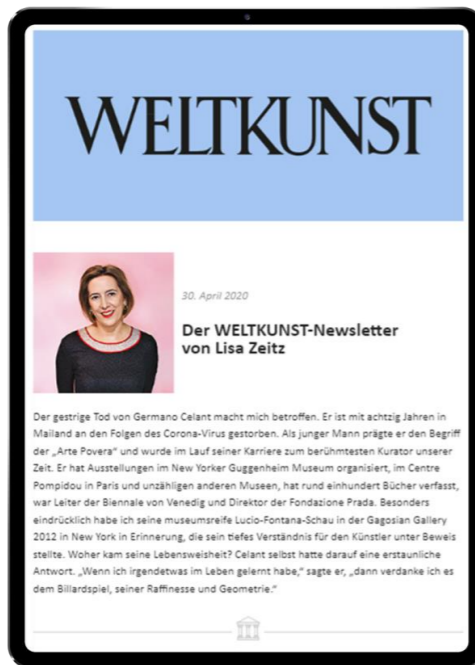 WELTKUNST
30. April 2020
Der WELTKUNST-Newsletter
von Lisa Zeitz
Der gestrige Tod von Germano Celant macht mich betroffen. Er ist mit achtzig Jahren in
Mailand an den Folgen des Corona-Virus gestorben. Als junger Mann prägte er den Begriff
der „Arte Povera“ und wurde im Lauf seiner Karriere zum berühmtesten Kurator unserer
Zeit. Er hat Ausstellungen im New Yorker Guggenheim Museum organisiert, im Centre
Pompidou in Paris und unzähligen anderen Museen, hat rund einhundert Bücher verfasst,
war Leiter der Biennale von Venedig und Direktor der Fondazione Prada. Besonders
eindrücklich habe ich seine museumsreife Lucio-Fontana-Schau in der Gagosian Gallery
2012 in New York in Erinnerung, die sein tiefes Verständnis für den Künstler unter Beweis
stellte. Woher kam seine Lebensweisheit? Celant selbst hatte darauf eine erstaunliche
Antwort. „Wenn ich irgendetwas im Leben gelernt habe,“ sagte er, „dann verdanke ich es
dem Billardspiel, seiner Raffinesse und Geometrie.“